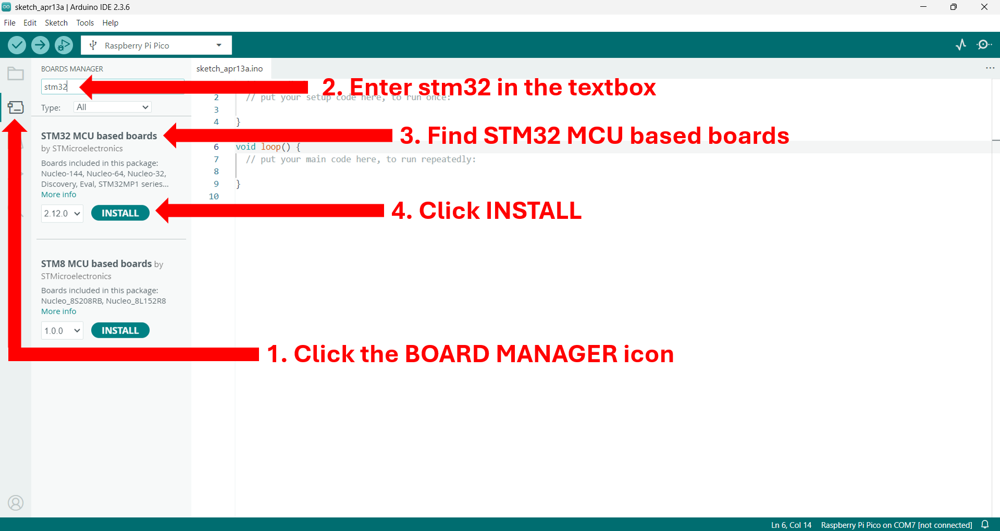 sketch_apr13a | Arduino IDE 2.3.6
File Edit Sketch Tools Help
Raspberry Pi Pico
BOARDS MANAGER
sketch_apr13a.ino
stm32
2. Enter stm32 in the textbox
2 // put your setup code here, to run once:
Type: All
3
4 }
STM32 MCU based boards
3. Find STM32 MCU based boards
by STMicroelectronics
6 void loop() {
Boards included in this package:
7 // put your main code here, to run repeatedly:
Nucleo-144, Nucleo-64, Nucleo-32,
8
Discovery, Eval, STM32MP1 series...
9 }
More info
10
2.12.0 INSTALL
4. Click INSTALL
STM8 MCU based boards by
STMicroelectronics
Boards included in this package:
Nucleo_8S208RB, Nucleo_8L152R8
More info
1.0.0 INSTALL
1. Click the BOARD MANAGER icon
Ln 6, Col 14 Raspberry Pi Pico on COM7 [not connected]